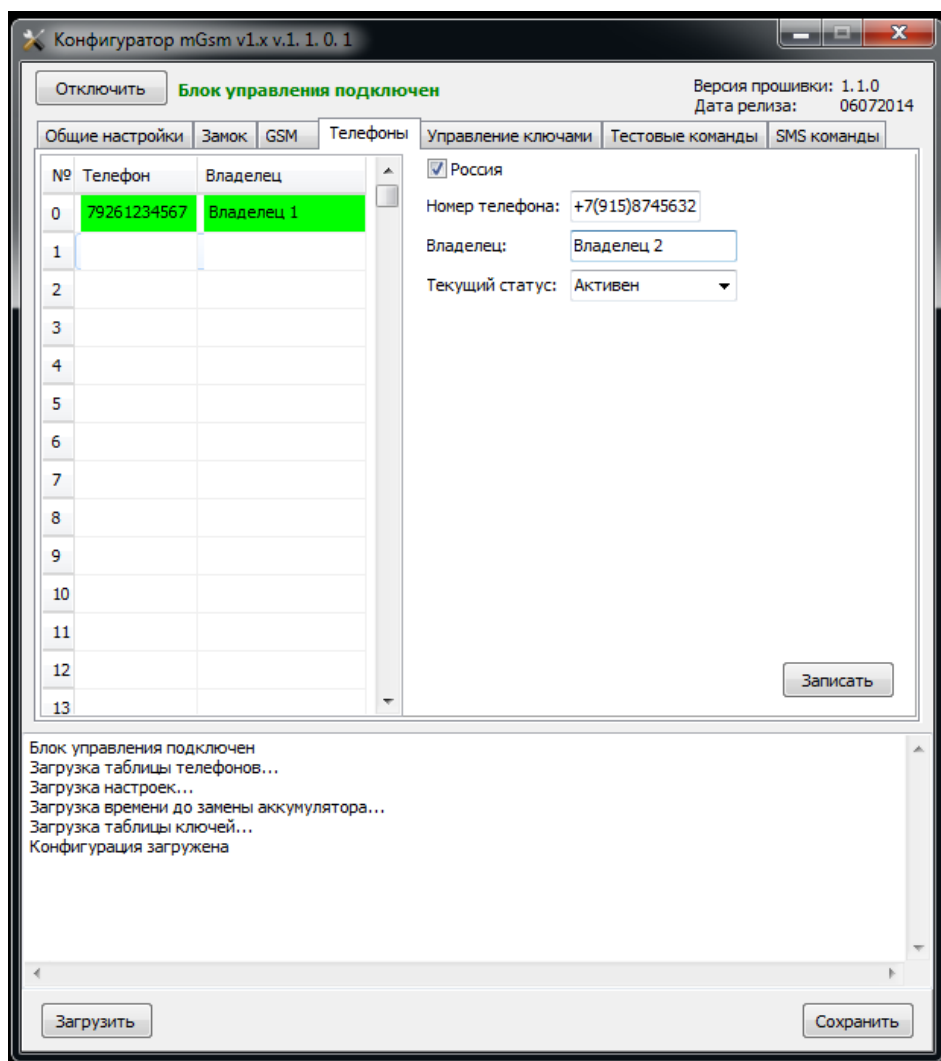 Конфигуратор mGsm v1.x v.1. 1. 0. 1
Отключить Блок управления подключен
Версия прошивки: 1.1.0
Дата релиза: 06072014
Общие настройки Замок GSM Телефоны Управление ключами Тестовые команды SMS команды
№ Телефон Владелец
0 79261234567 Владелец 1
1
2
3
4
5
6
7
8
9
10
11
12
13
Россия
Номер телефона: +7(915)8745632
Владелец: Владелец 2
Текущий статус: Активен
Записать
Блок управления подключен
Загрузка таблицы телефонов...
Загрузка настроек...
Загрузка времени до замены аккумулятора...
Загрузка таблицы ключей...
Конфигурация загружена
Загрузить Сохранить